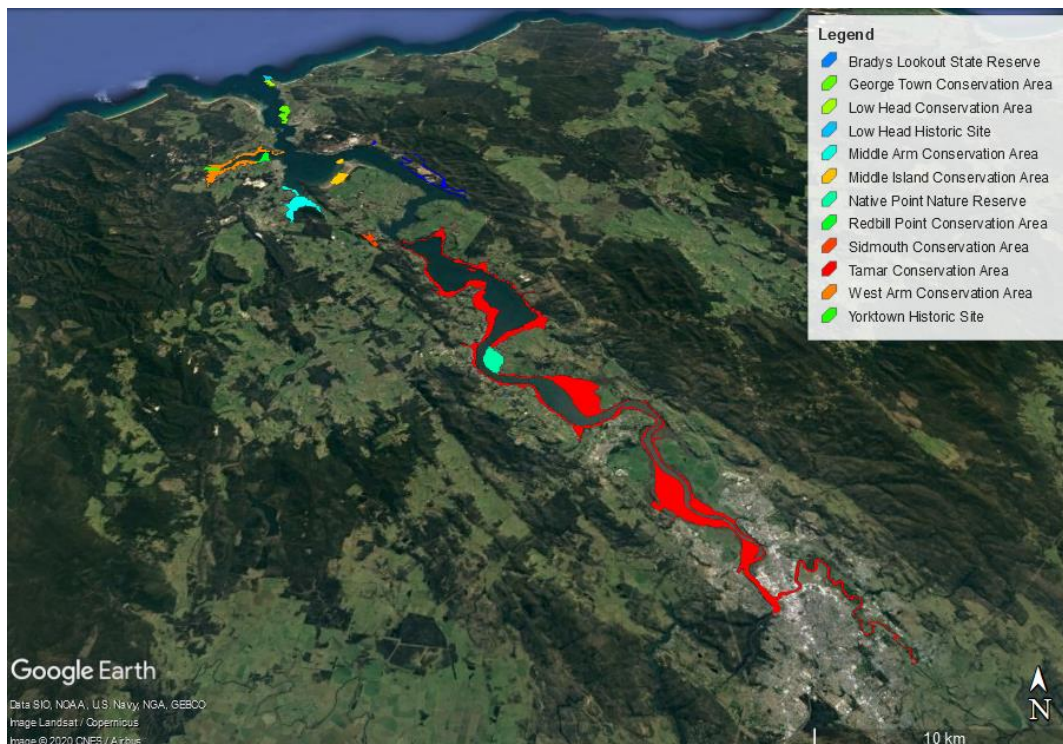 Legend
Bradys Lookout State Reserve
George Town Conservation Area
Low Head Conservation Area
Low Head Historic Site
Middle Arm Conservation Area
Middle Island Conservation Area
Native Point Nature Reserve
Redbill Point Conservation Area
Sidmouth Conservation Area
Tamar Conservation Area
West Arm Conservation Area
Yorktown Historic Site
Google Earth
Data SIO, NOAA, U.S. Navy, NGA, GEBCO
Image Landsat / Copernicus
Image © 2020 CNES / Airbus
N
10 km